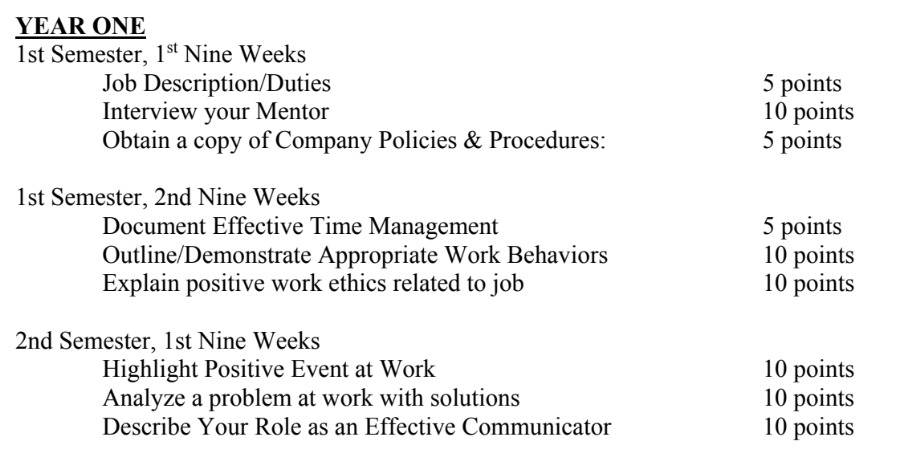 YEAR ONE
1st Semester, 1st Nine Weeks
Job Description/Duties 5 points
Interview your Mentor 10 points
Obtain a copy of Company Policies & Procedures: 5 points
1st Semester, 2nd Nine Weeks
Document Effective Time Management 5 points
Outline/Demonstrate Appropriate Work Behaviors 10 points
Explain positive work ethics related to job 10 points
2nd Semester, 1st Nine Weeks
Highlight Positive Event at Work 10 points
Analyze a problem at work with solutions 10 points
Describe Your Role as an Effective Communicator 10 points